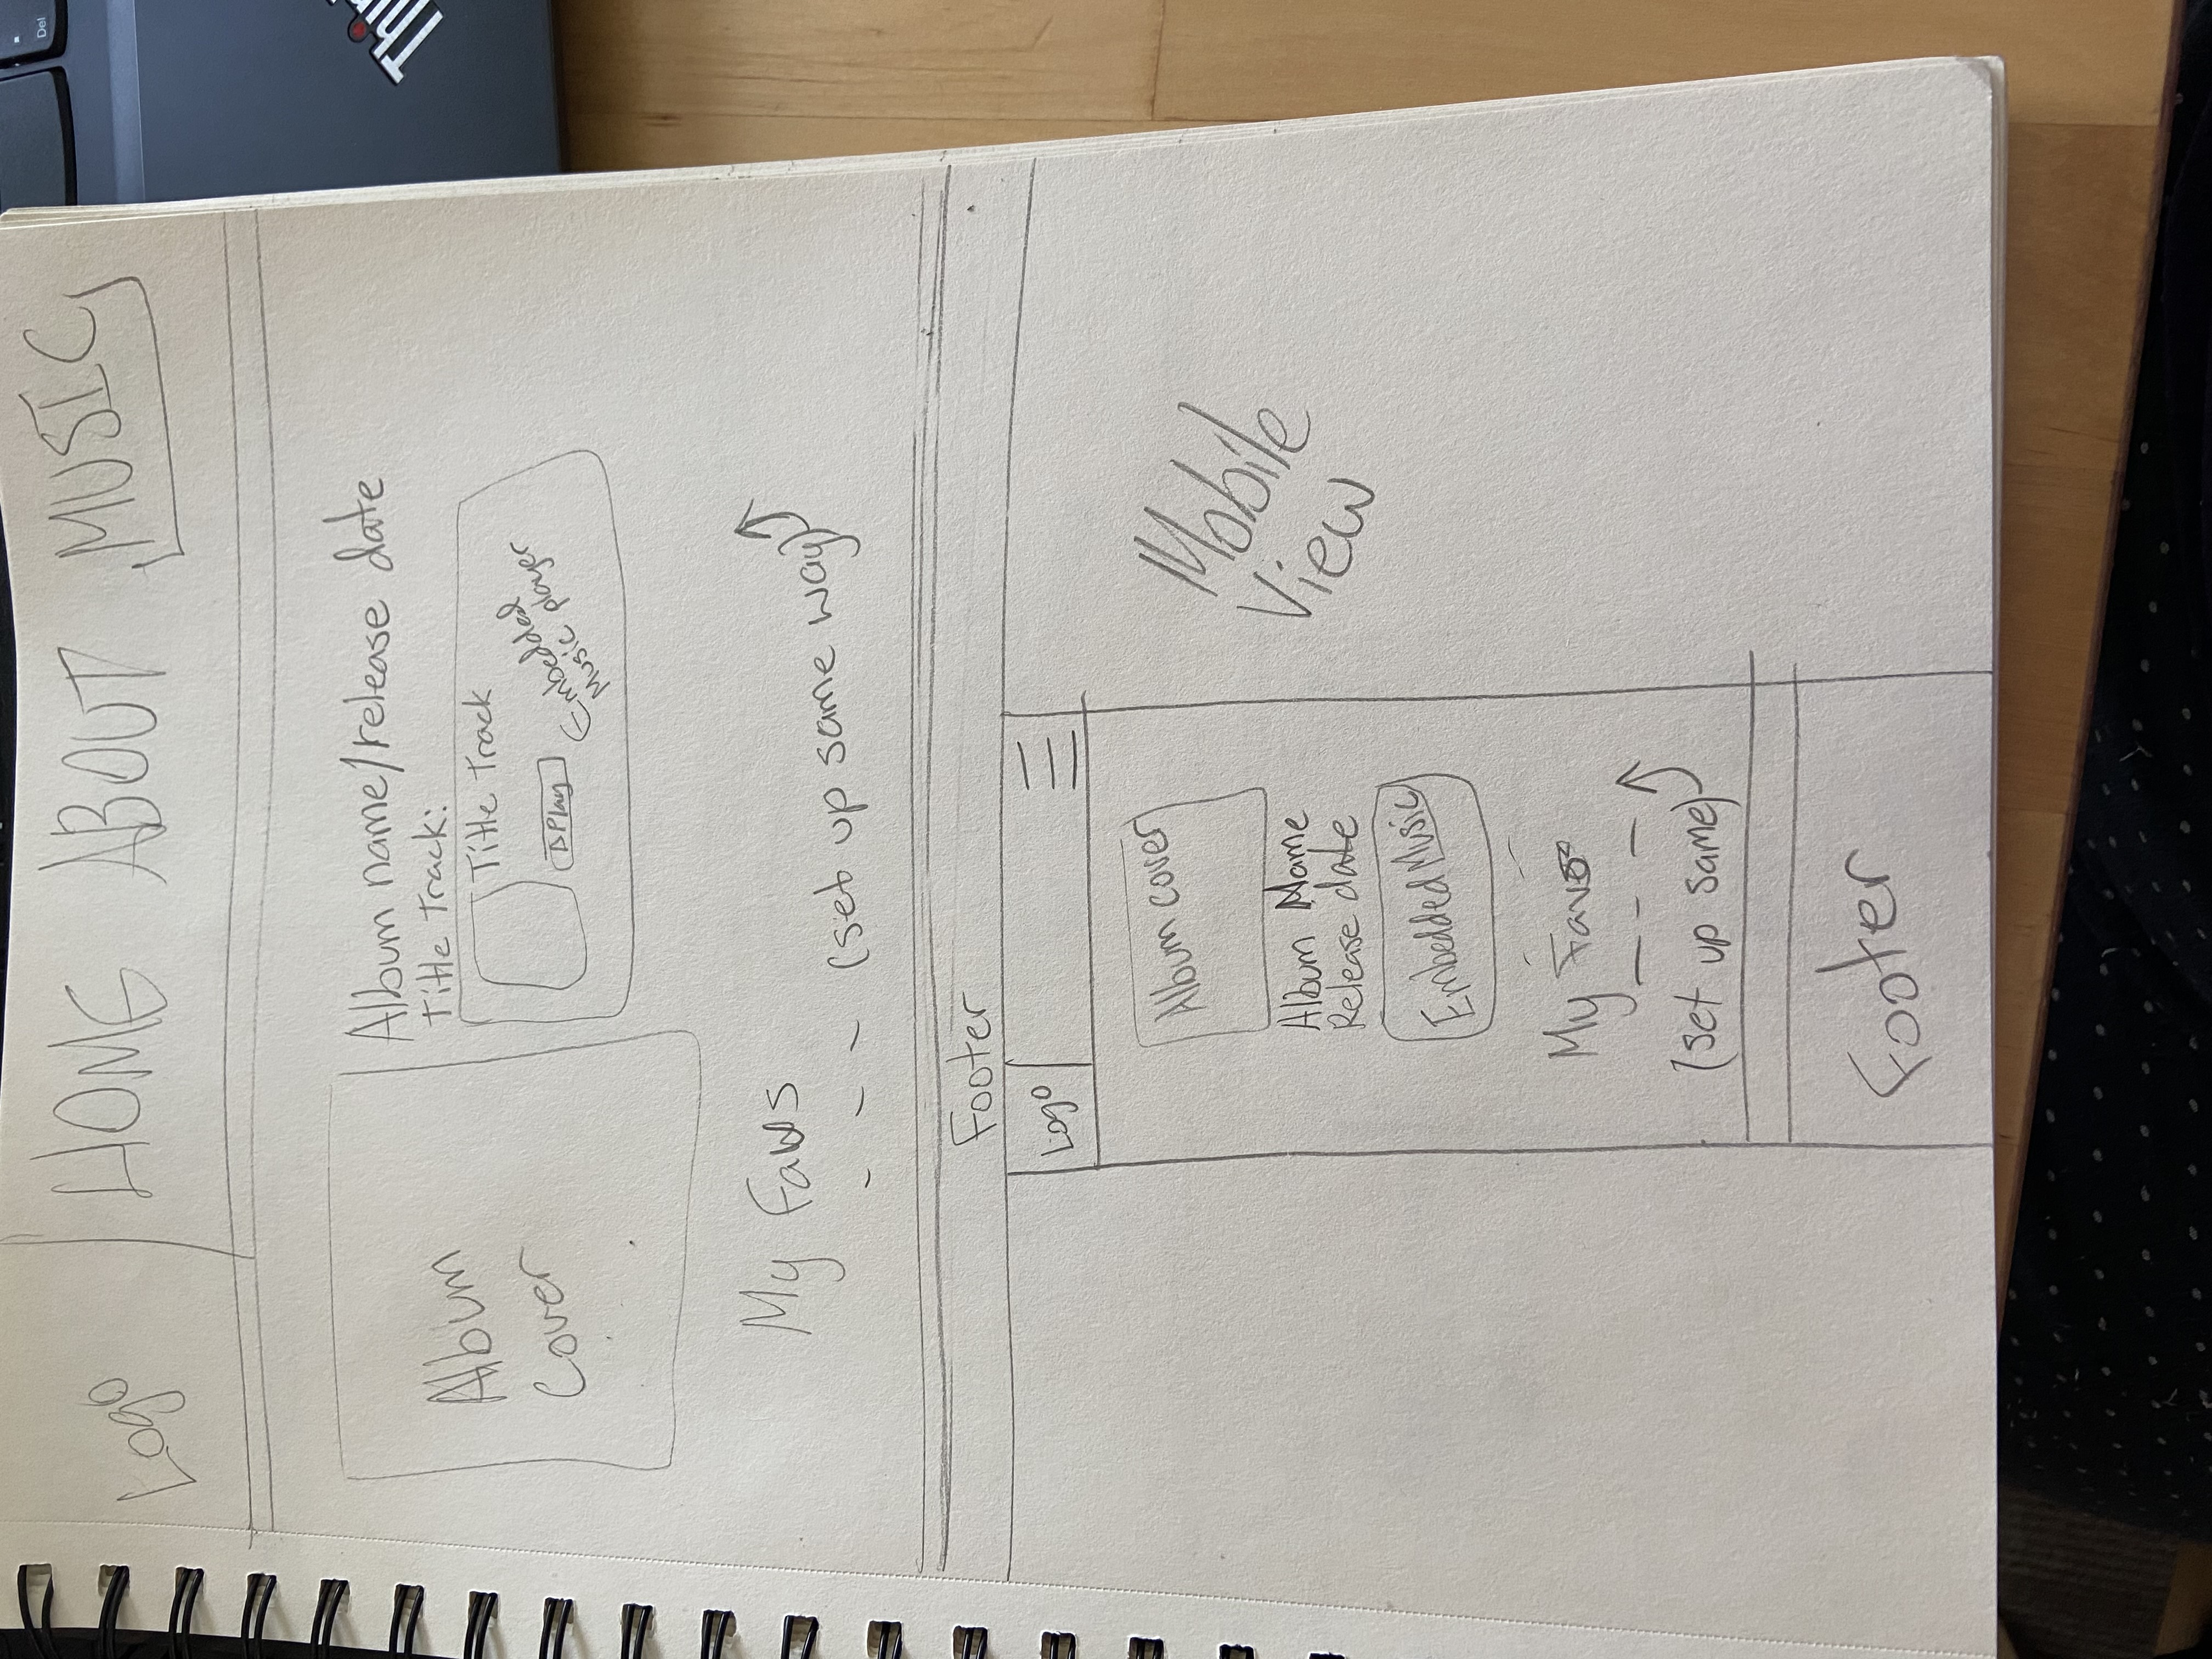 Del
Logo
HOME ABOUT MUSIC
Album name/release date
Title Track:
Album
Cover
Title Track
▷Play
Embedded
Music player
My Favs
- - - (set up same way)
Footer
Logo
Album cover
Album Name
Release date
Embedded Music
My Favs
- - -
(set up same)
Footer
Mobile
View